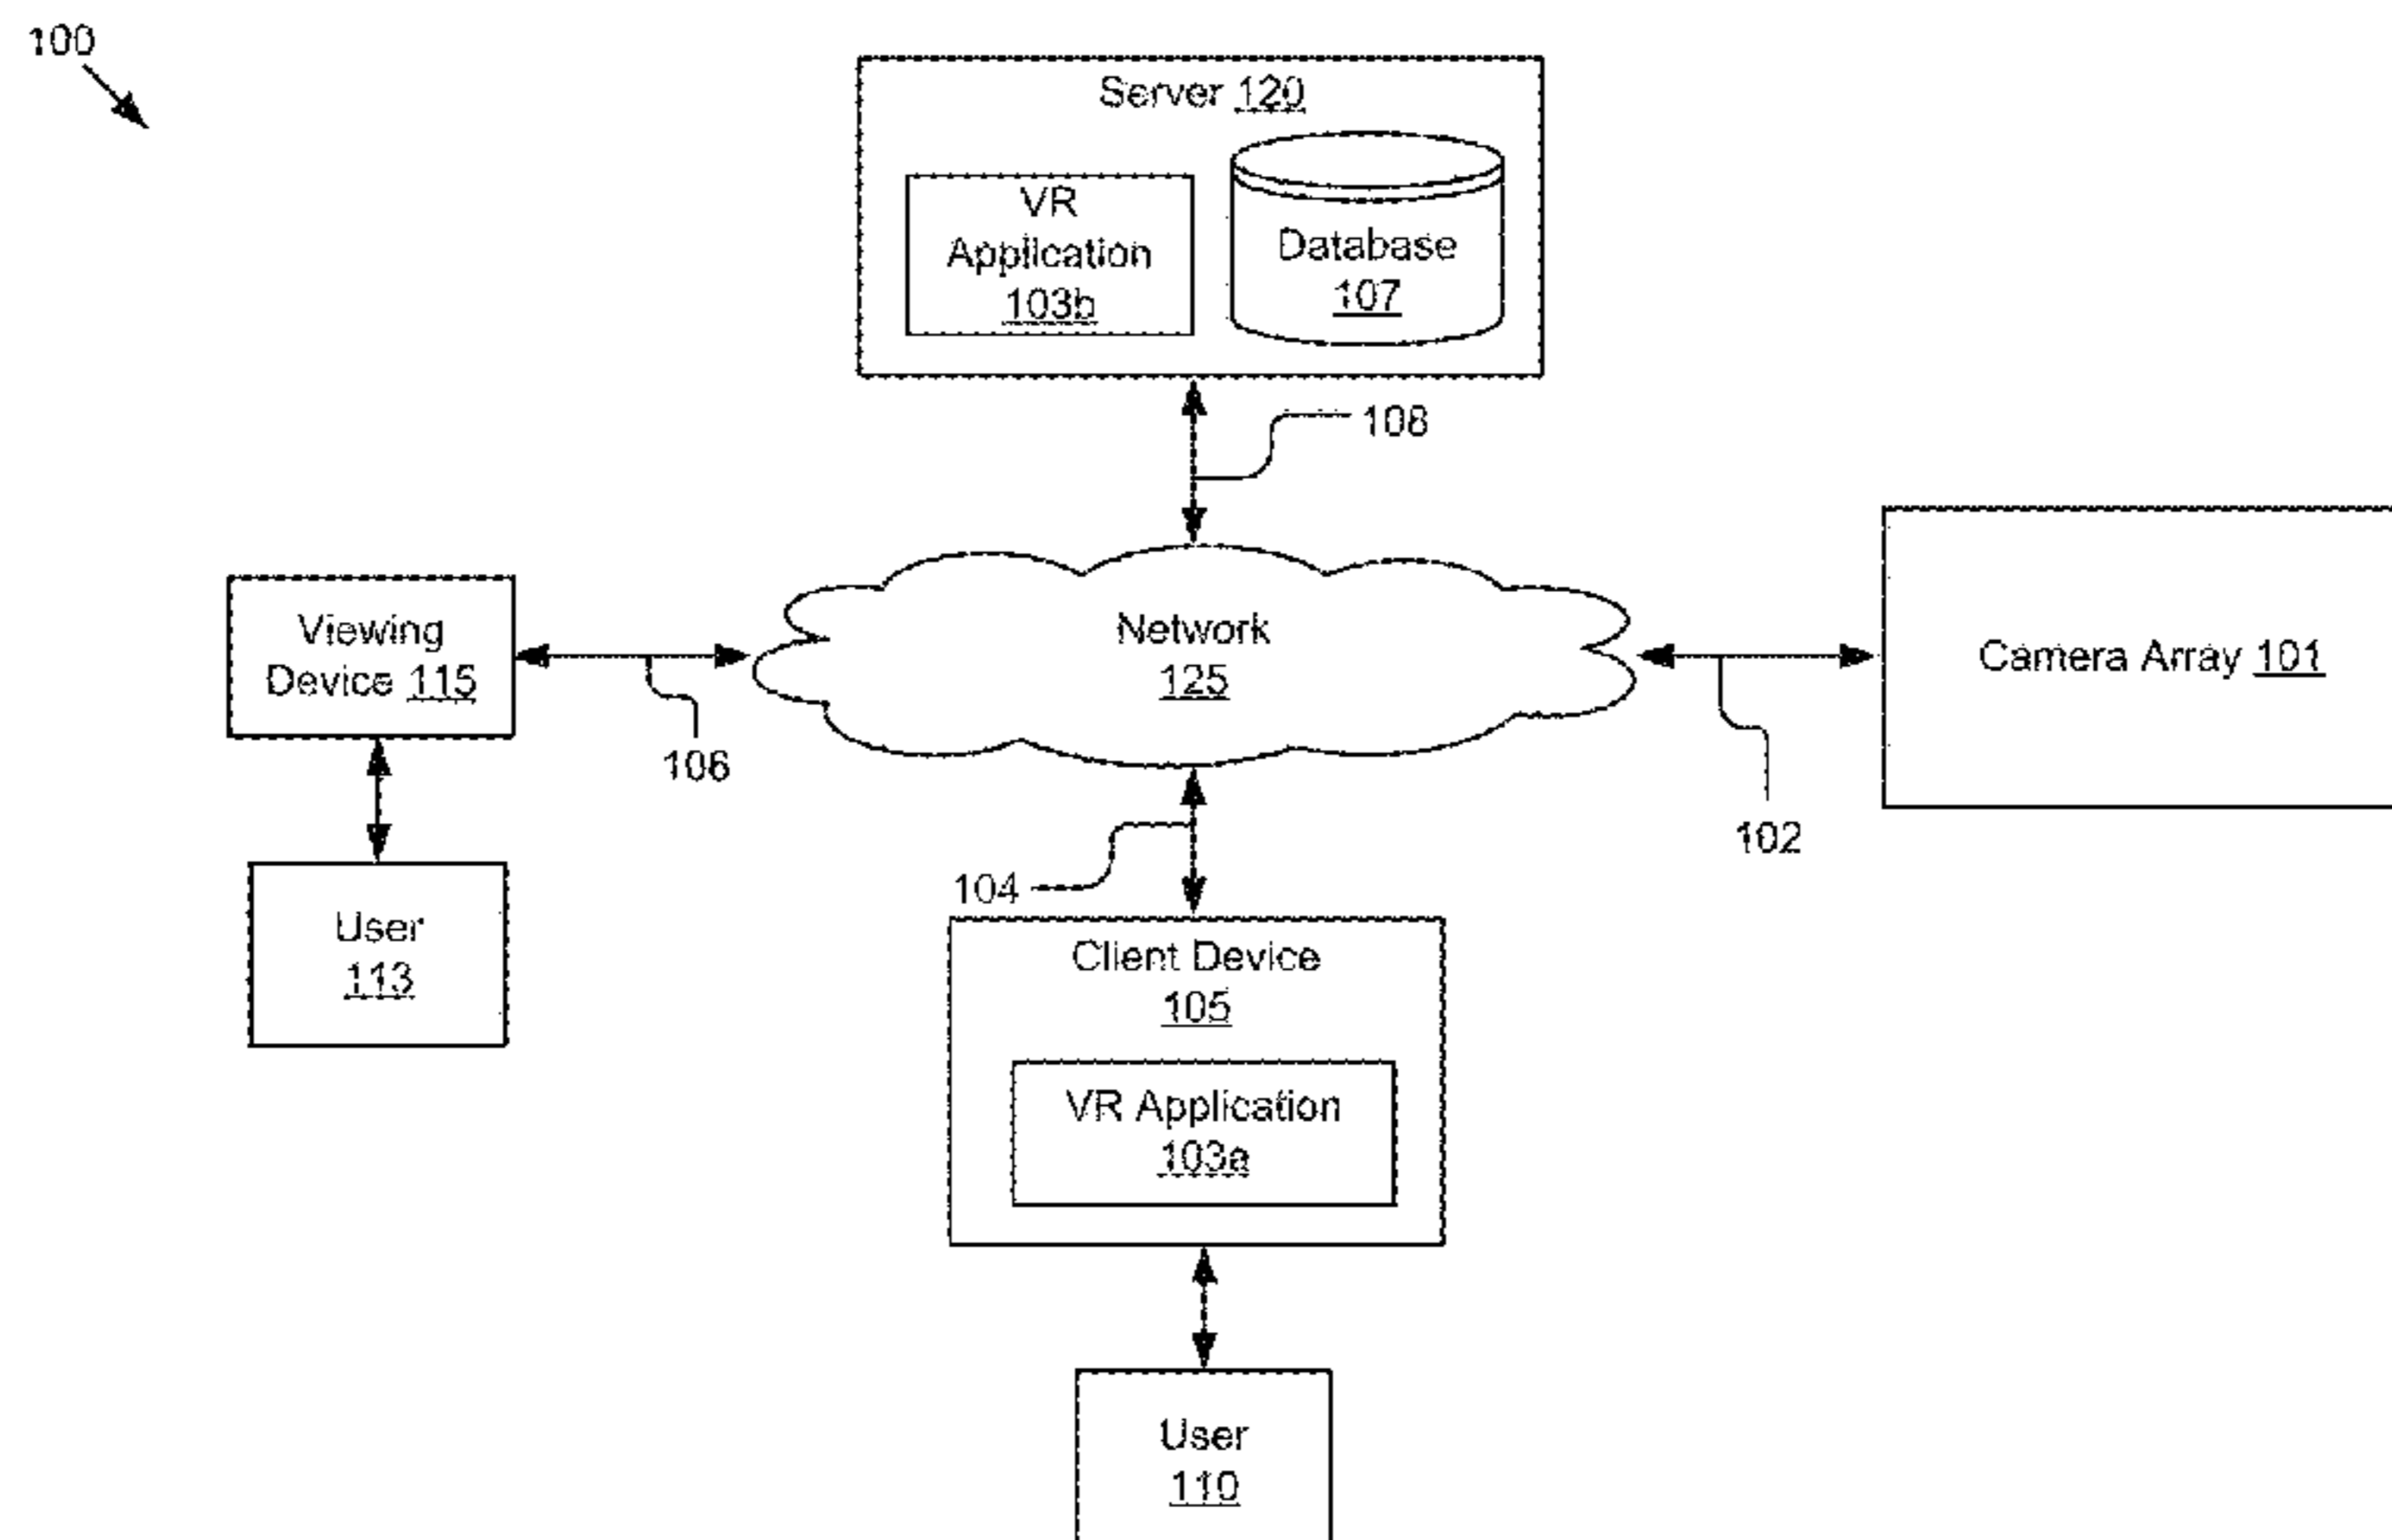 100
Server 120
VR
Application
103b
Database
107
108
Viewing
Device 115
Network
125
Camera Array 101
106
102
User
113
104
Client Device
105
VR Application
103a
User
110